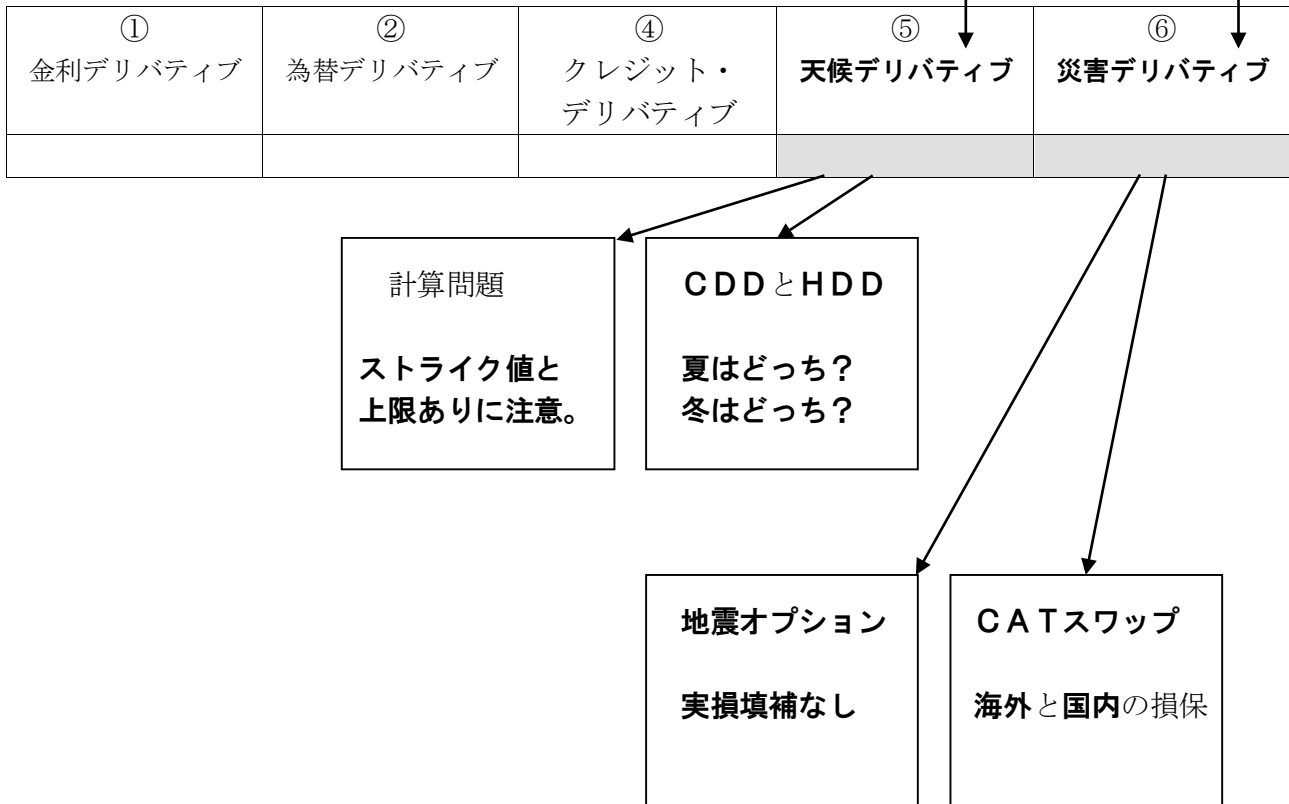 ①
金利デリバティブ
②
為替デリバティブ
④
クレジット・
デリバティブ
⑤
天候デリバティブ
⑥
災害デリバティブ
計算問題
ストライク値と
上限ありに注意。
ＣＤＤとＨＤＤ
夏はどっち？
冬はどっち？
地震オプション
実損填補なし
ＣＡＴスワップ
海外と国内の損保